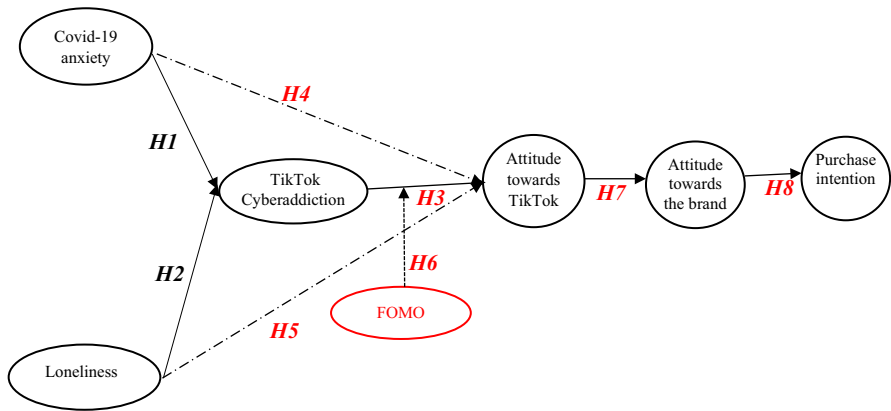 Covid-19
anxiety
H4
H1
TikTok
Cyberaddiction
Attitude
towards
TikTok
Attitude
towards
the brand
Purchase
intention
H3
H7
H8
H2
H6
FOMO
H5
Loneliness